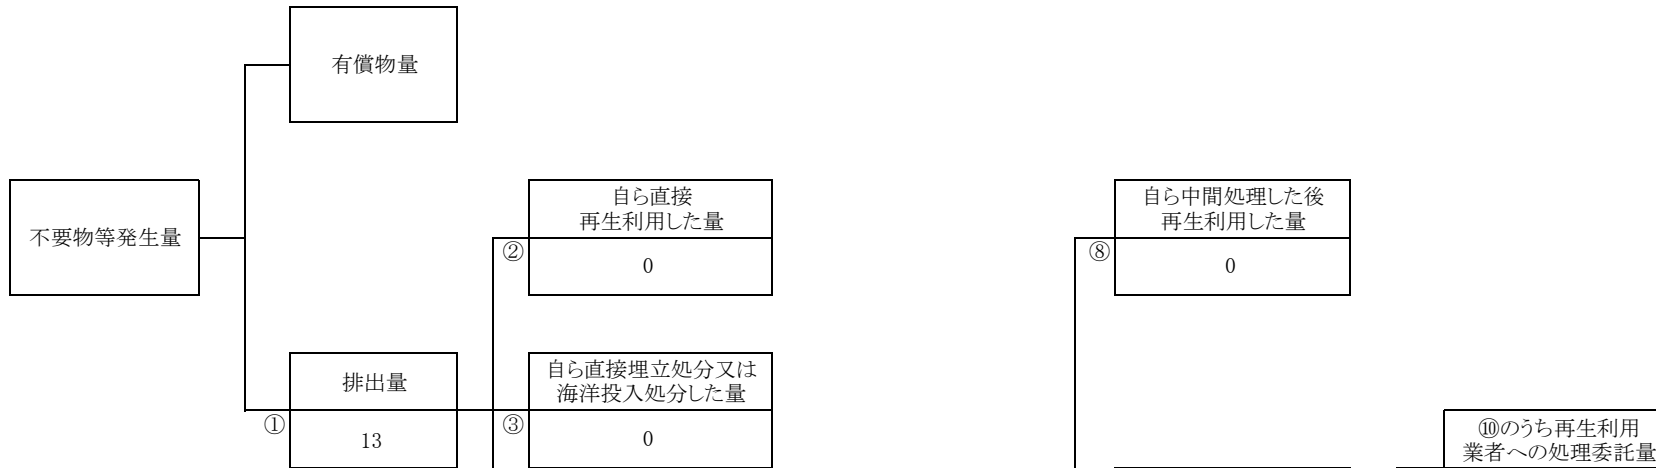 有償物量
不要物等発生量
自ら直接
再生利用した量
②
0
自ら中間処理した後
再生利用した量
⑧
0
排出量
①
13
自ら直接埋立処分又は
海洋投入処分した量
③
0
⑩のうち再生利用
業者への処理委託量